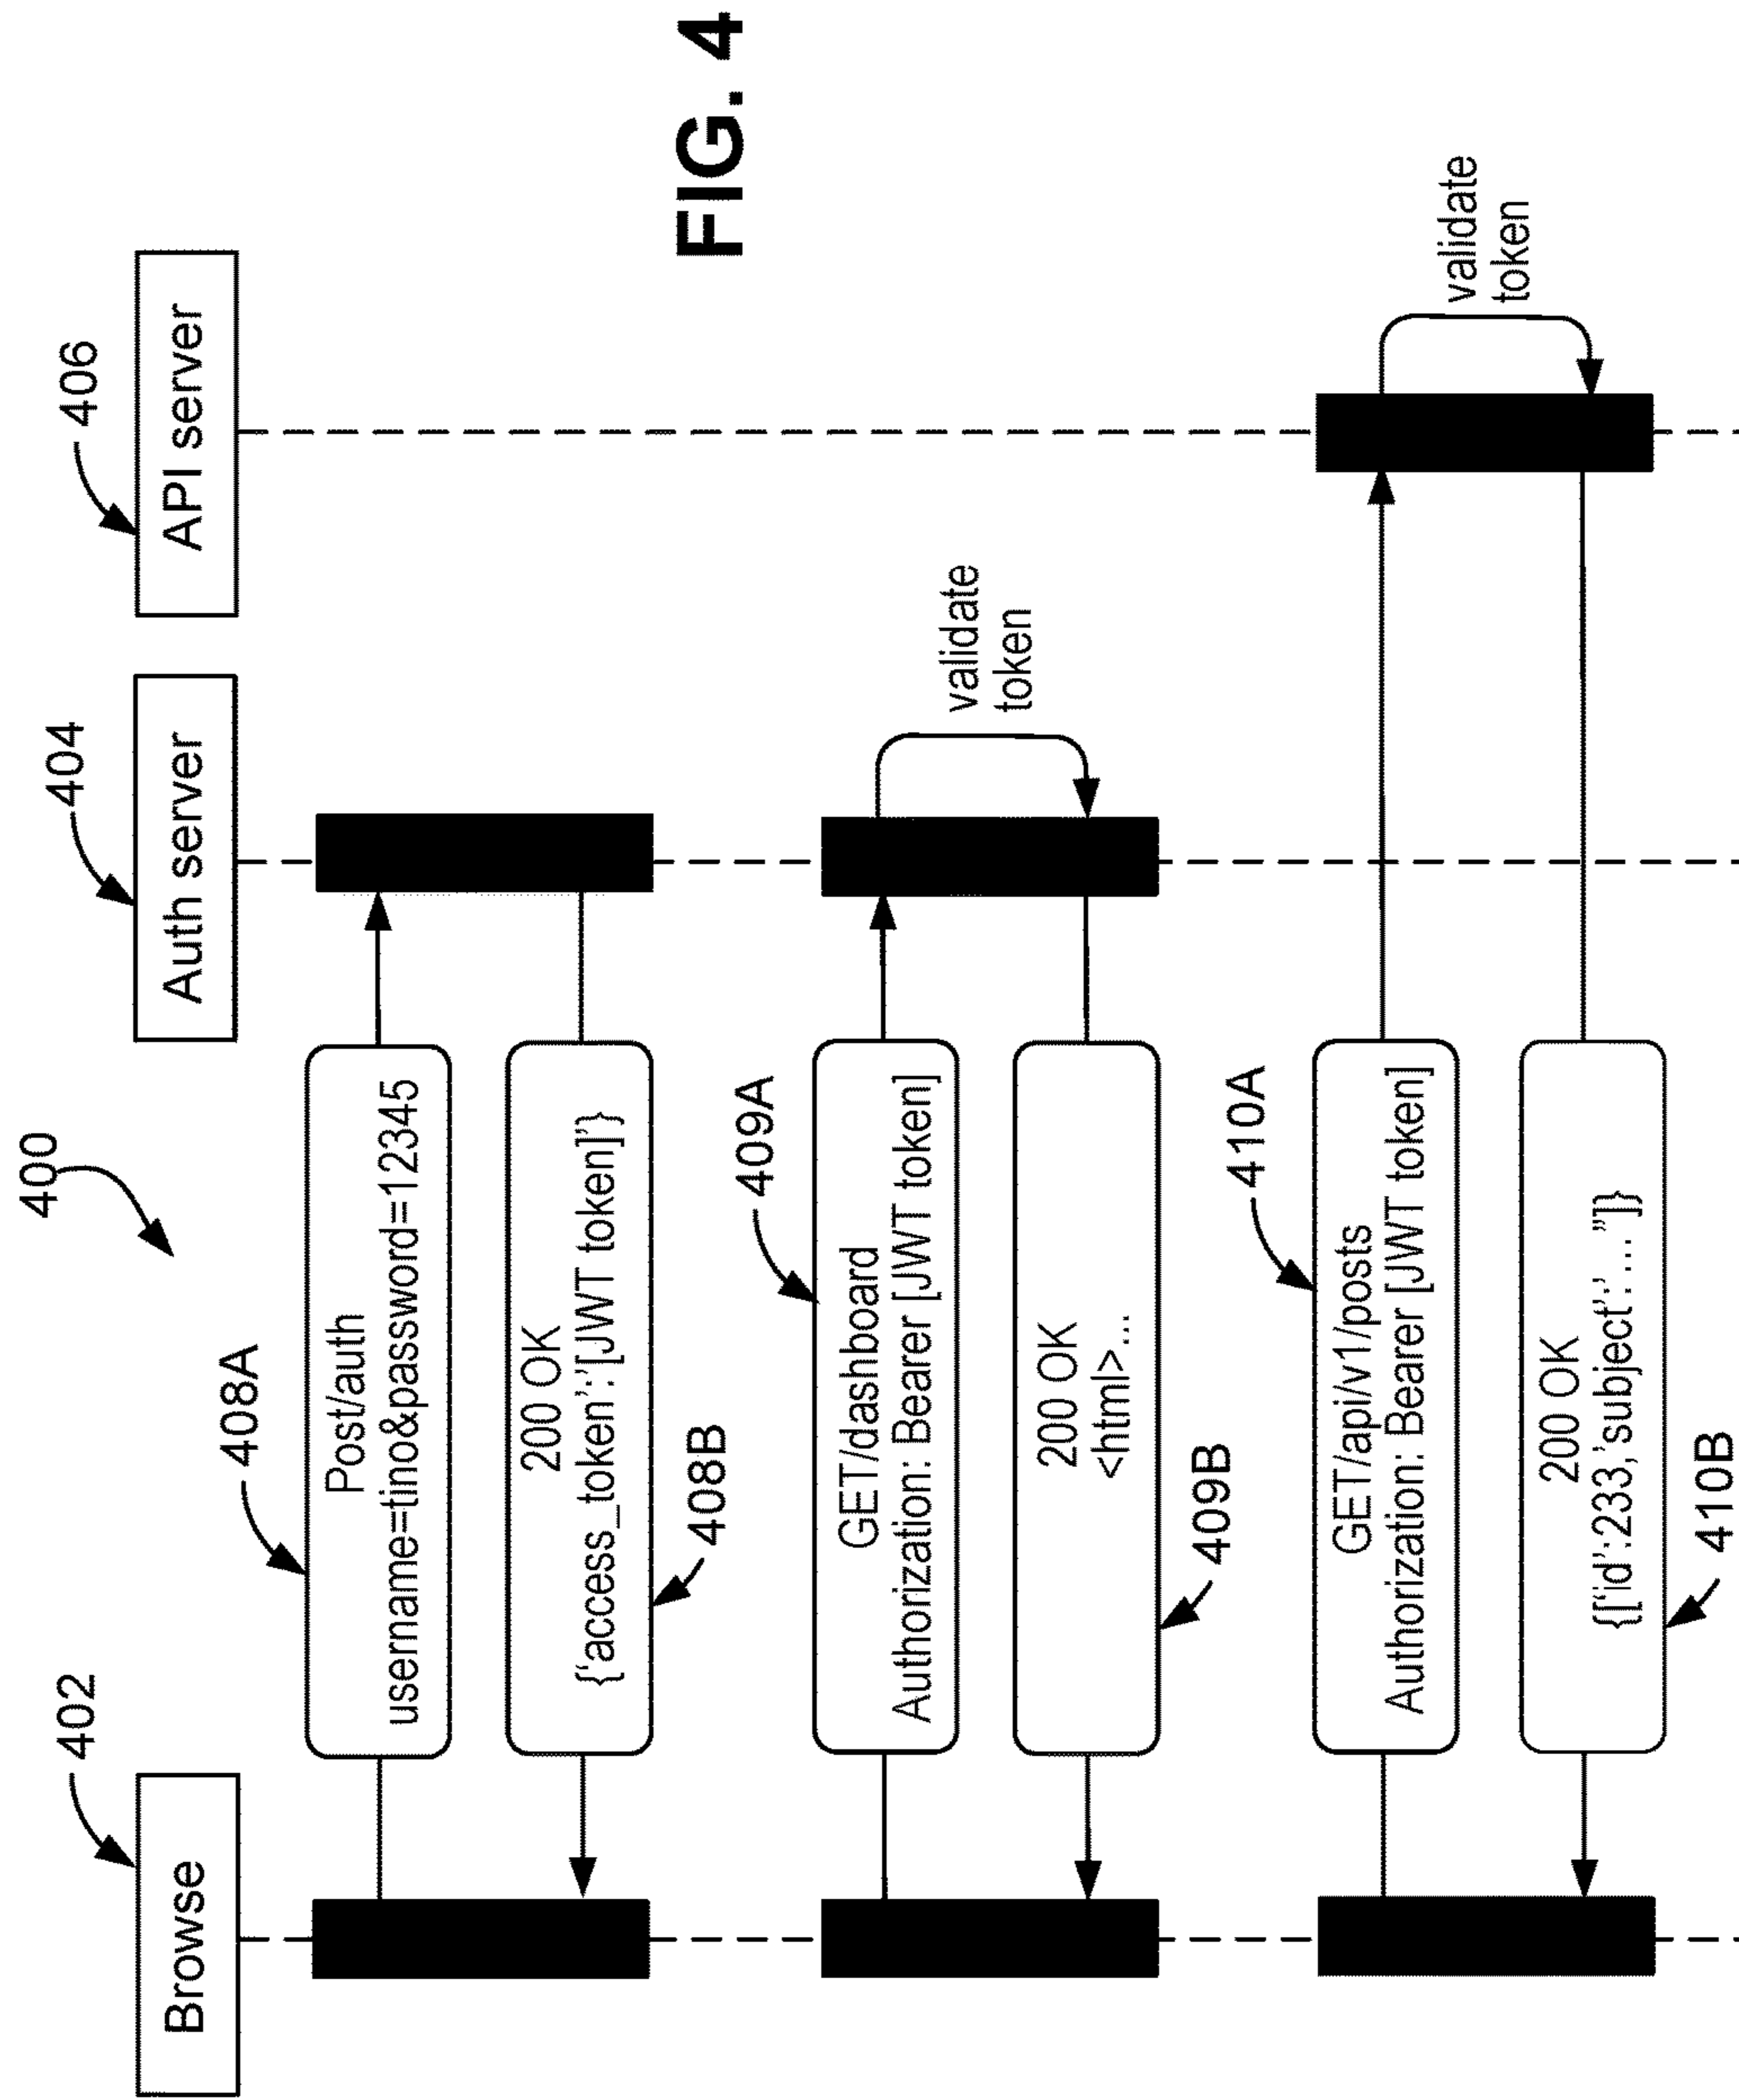 400
402
404
406
Browse
Auth server
API server
408A
Post/auth
username=tino&password=12345
200 OK
{‘access_token’:’[JWT token]’}
408B
409A
GET/dashboard
Authorization: Bearer [JWT token]
validate
token
200 OK
<html>...
409B
410A
GET/api/v1/posts
Authorization: Bearer [JWT token]
validate
token
200 OK
{[‘id’:233,’subject’:’...”]}
410B
FIG. 4